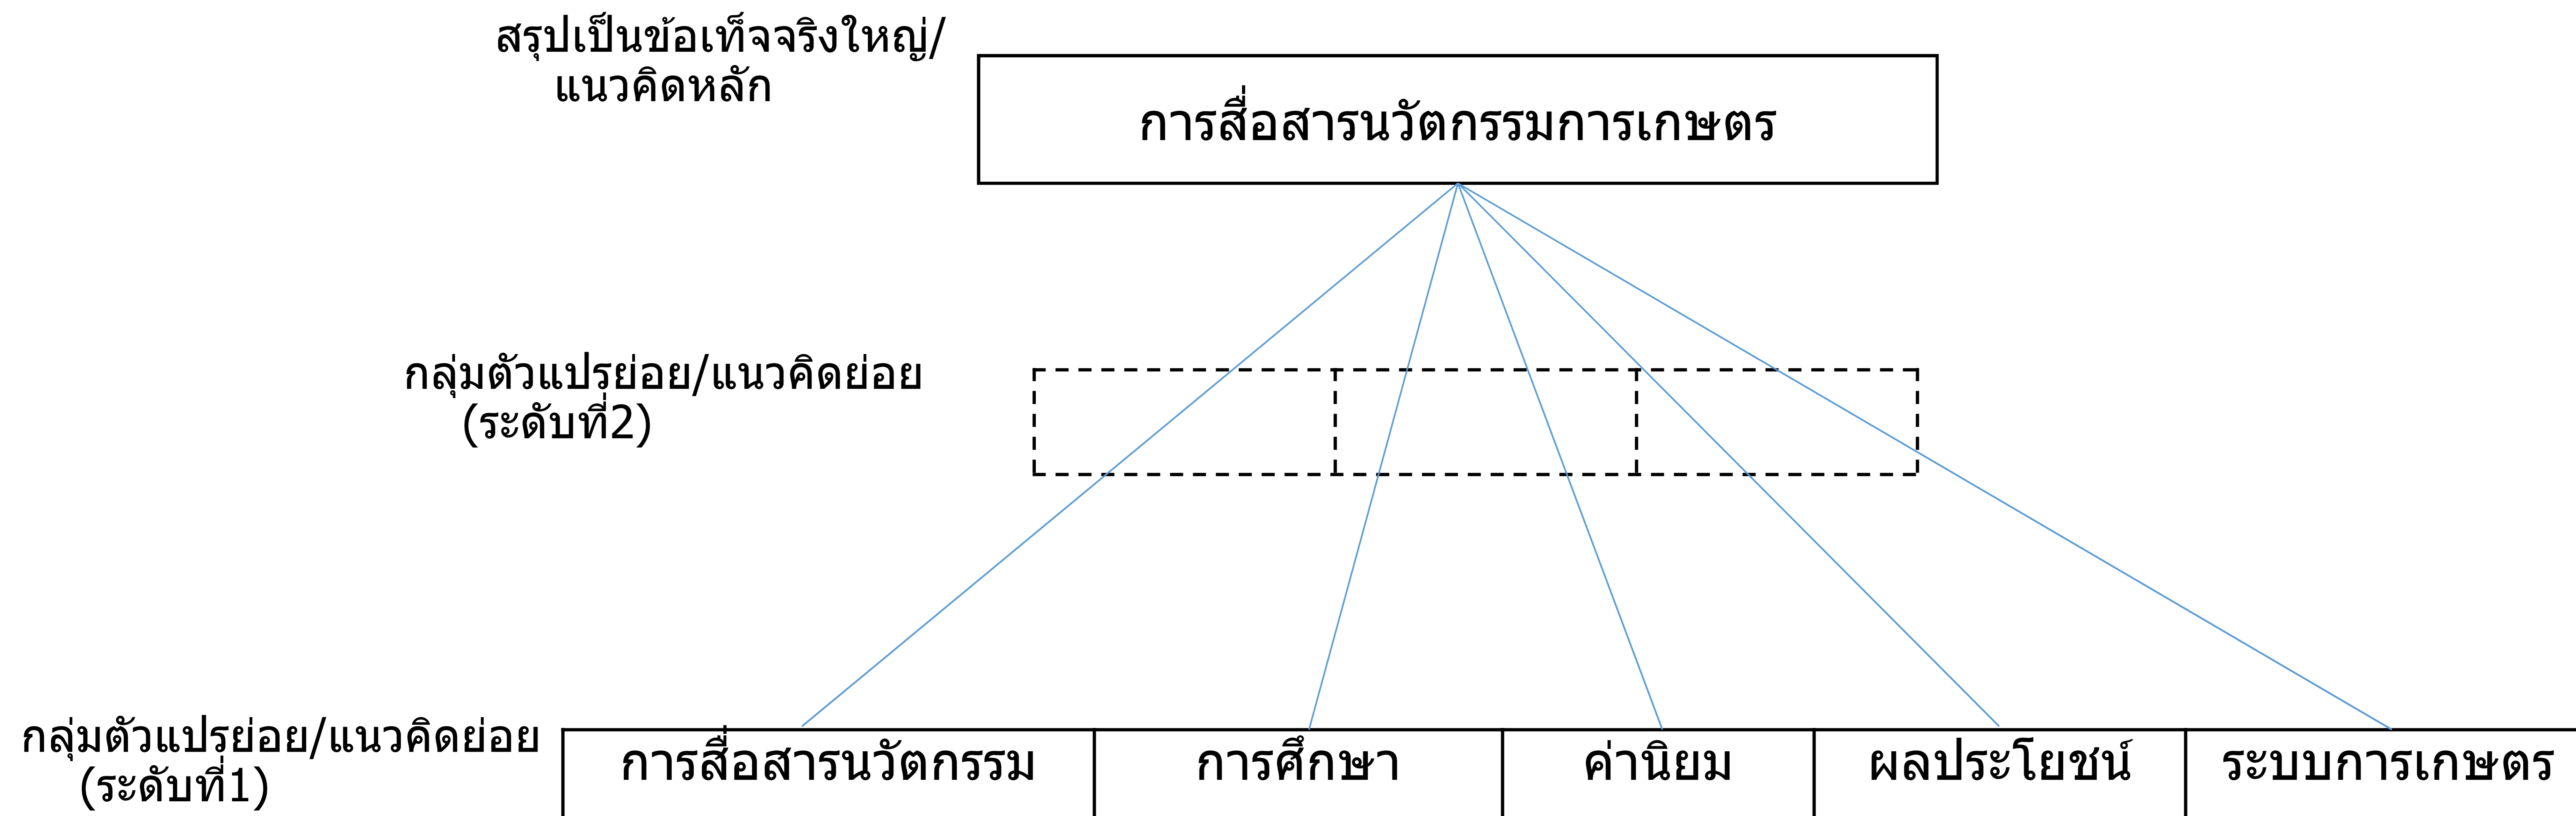 สรุปเป็นข้อเท็จจริงใหญ่/
แนวคิดหลัก
การสื่อสารนวัตกรรมการเกษตร
กลุ่มตัวแปรย่อย/แนวคิดย่อย
(ระดับที่2)
กลุ่มตัวแปรย่อย/แนวคิดย่อย
(ระดับที่1)
การสื่อสารนวัตกรรม
การศึกษา
ค่านิยม
ผลประโยชน์
ระบบการเกษตร